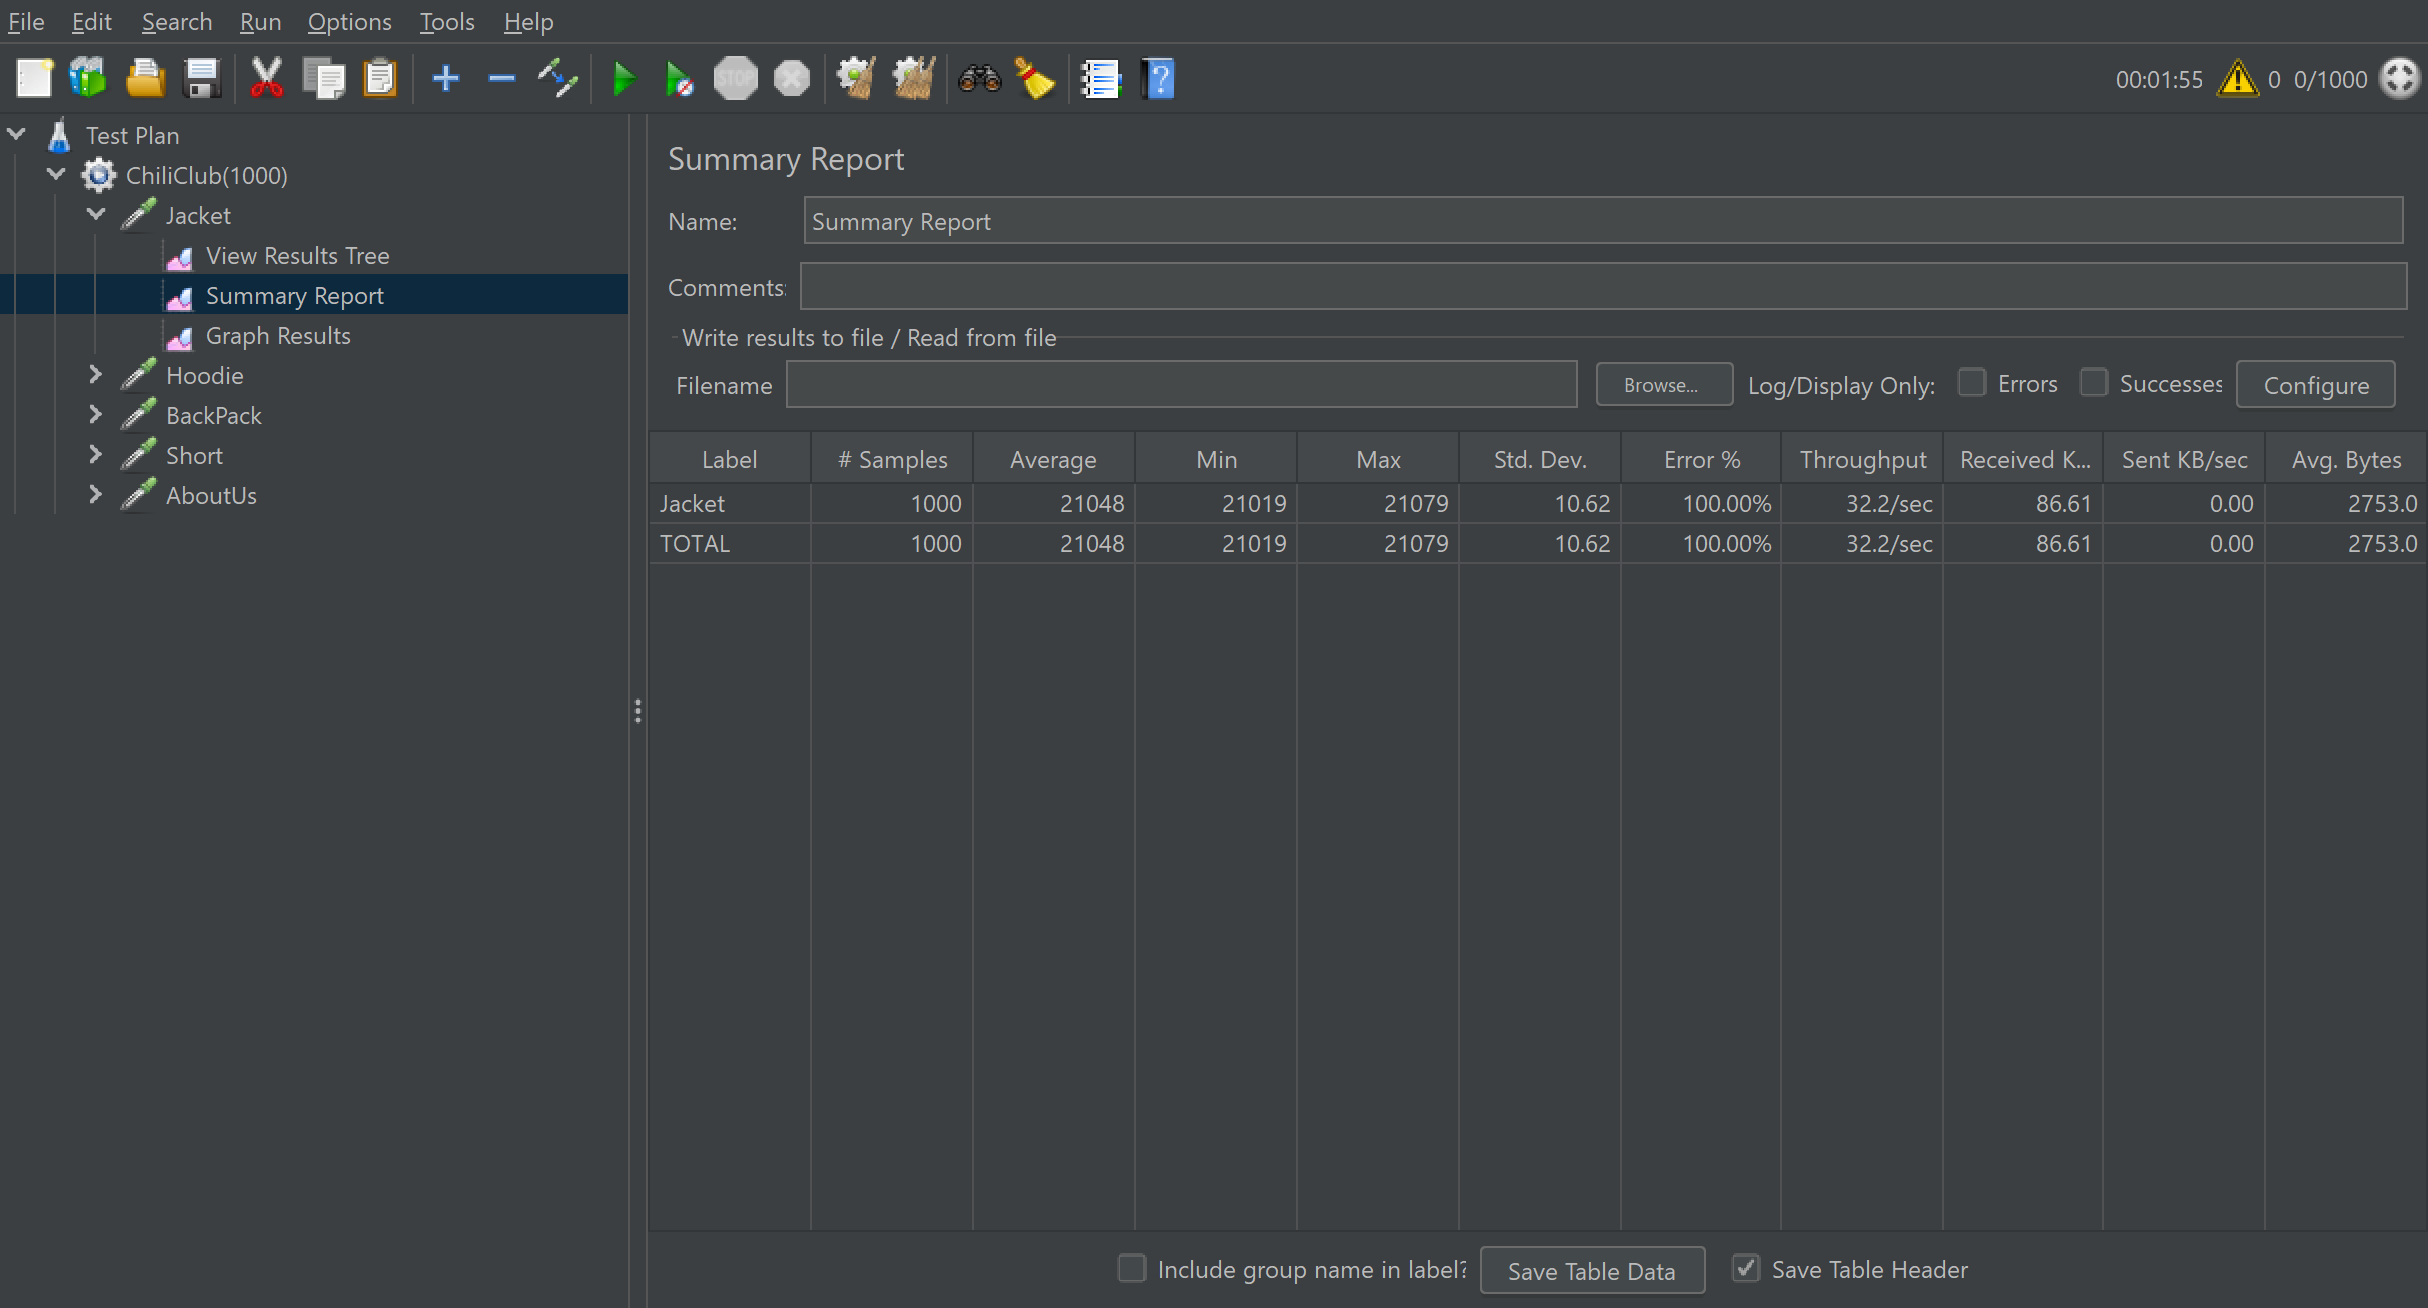 File Edit Search Run Options Tools Help
STOP
00:01:55 0 0/1000
Test Plan
ChiliClub(1000)
Jacket
View Results Tree
Summary Report
Graph Results
Hoodie
BackPack
Short
AboutUs
Summary Report
Name: Summary Report
Comments:
Write results to file / Read from file
Filename Browse... Log/Display Only: Errors Successes Configure
Label # Samples Average Min Max Std. Dev. Error % Throughput Received K... Sent KB/sec Avg. Bytes
Jacket 1000 21048 21019 21079 10.62 100.00% 32.2/sec 86.61 0.00 2753.0
TOTAL 1000 21048 21019 21079 10.62 100.00% 32.2/sec 86.61 0.00 2753.0
Include group name in label? Save Table Data Save Table Header